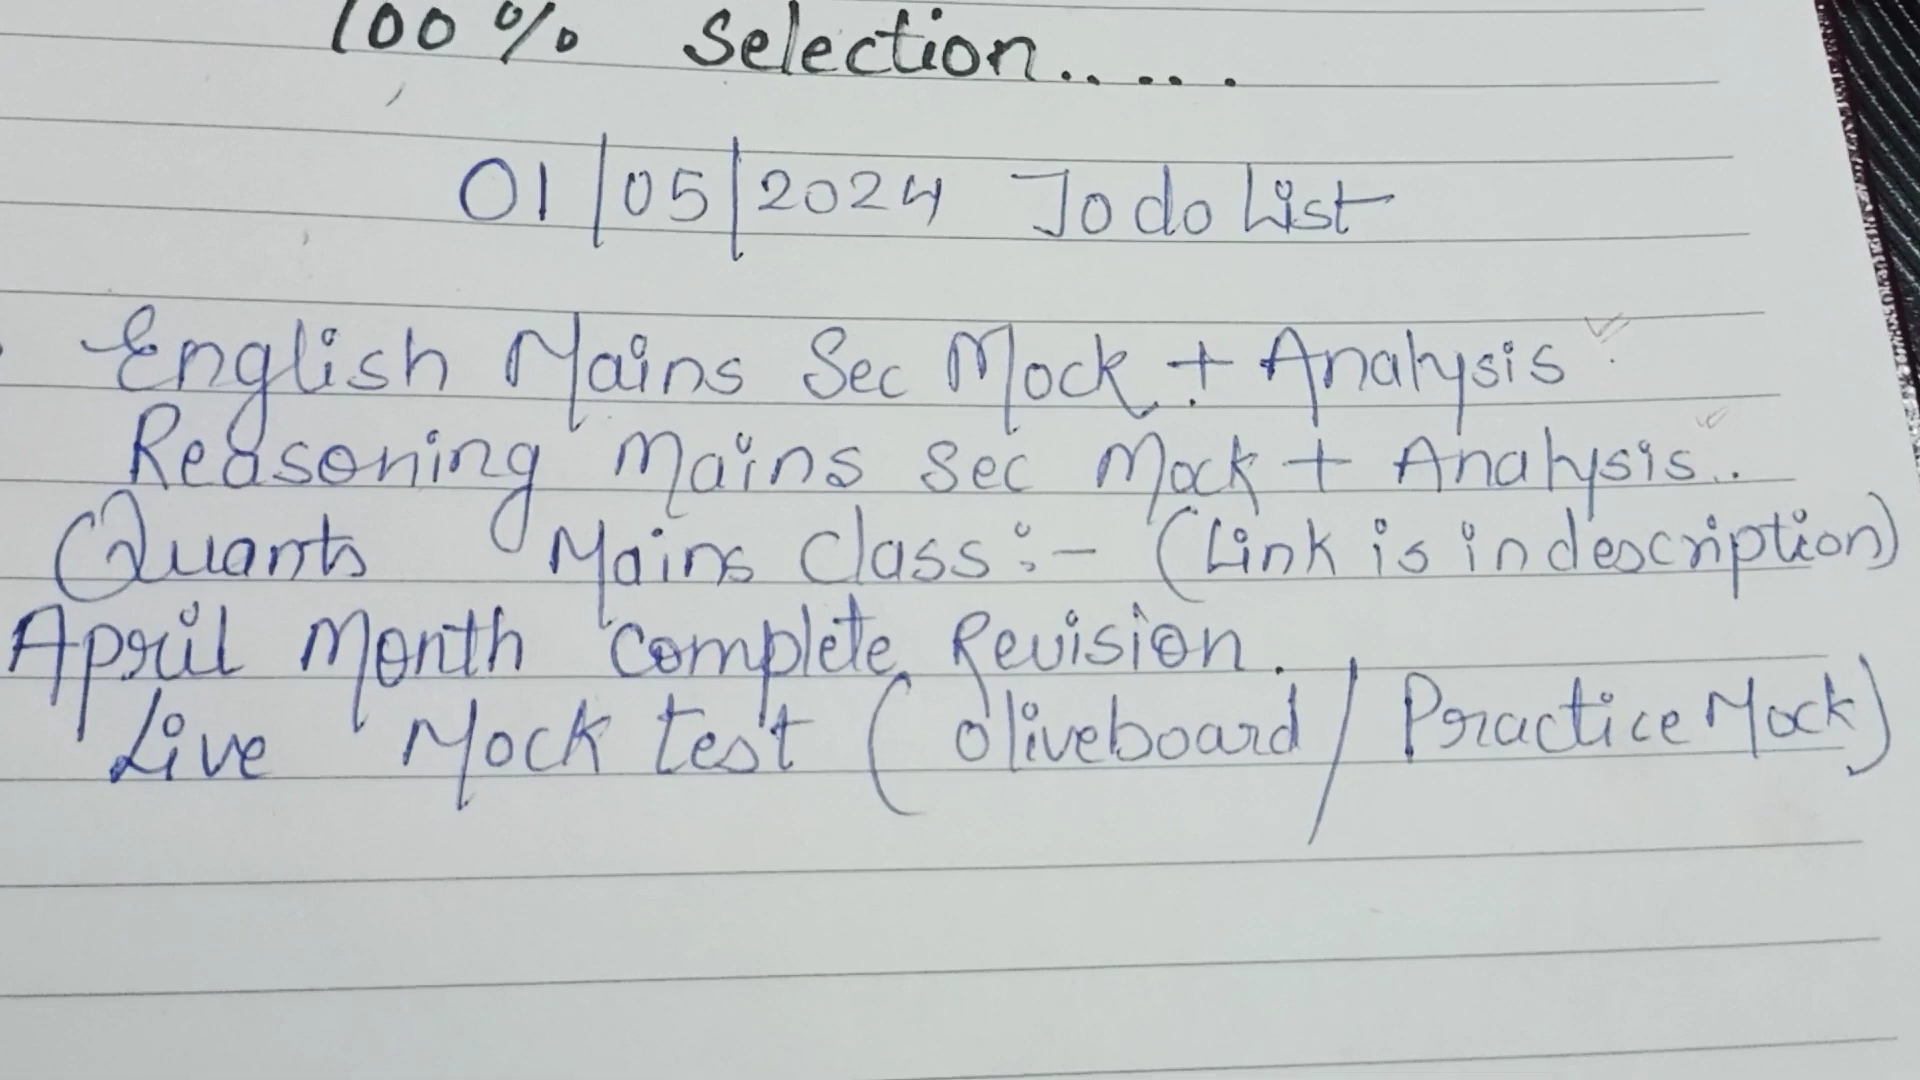 100% Selection.....
01/05/2024 To do List
English Mains Sec Mock + Analysis.
Reasoning Mains Sec Mock + Analysis..
Quants Mains Class:- (Link is in description)
April Month Complete Revision.
Live Mock test (oliveboard / Practice Mock)